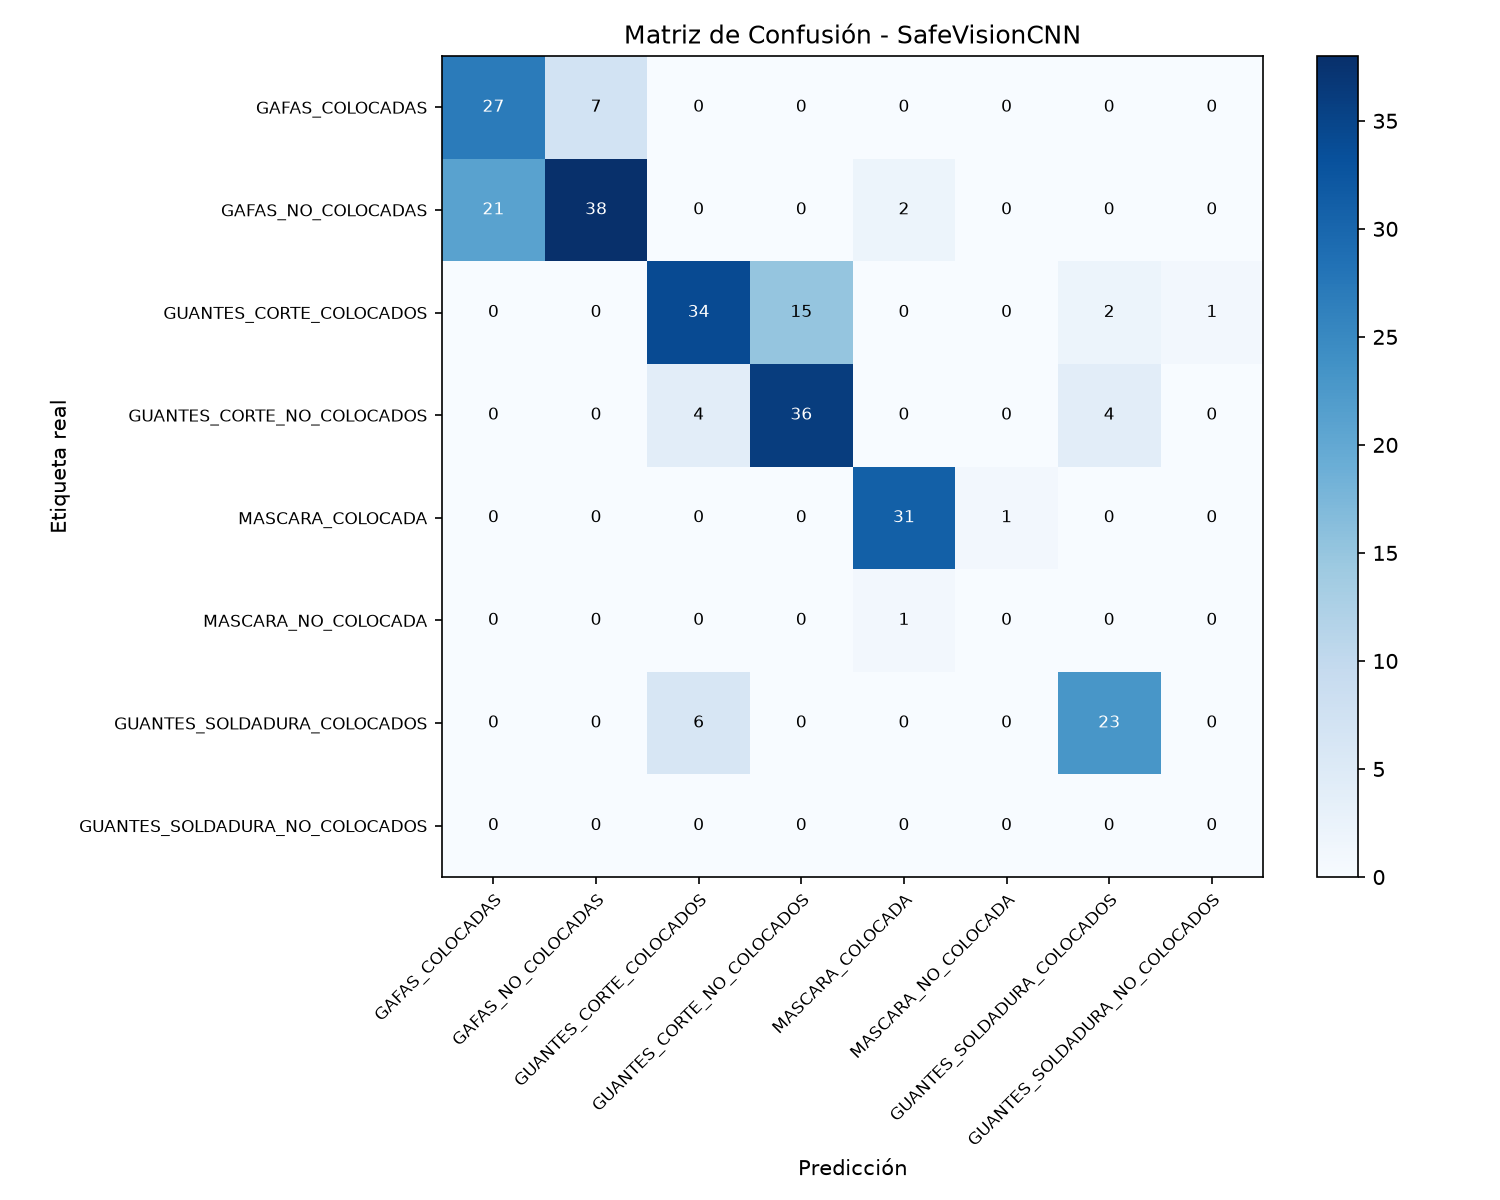 Matriz de Confusión - SafeVisionCNN
GAFAS_COLOCADAS 27 7 0 0 0 0 0 0
GAFAS_NO_COLOCADAS 21 38 0 0 2 0 0 0
GUANTES_CORTE_COLOCADOS 0 0 34 15 0 0 2 1
GUANTES_CORTE_NO_COLOCADOS 0 0 4 36 0 0 4 0
MASCARA_COLOCADA 0 0 0 0 31 1 0 0
MASCARA_NO_COLOCADA 0 0 0 0 1 0 0 0
GUANTES_SOLDADURA_COLOCADOS 0 0 6 0 0 0 23 0
GUANTES_SOLDADURA_NO_COLOCADOS 0 0 0 0 0 0 0 0
Etiqueta real
GAFAS_COLOCADAS
GAFAS_NO_COLOCADAS
GUANTES_CORTE_COLOCADOS
GUANTES_CORTE_NO_COLOCADOS
MASCARA_COLOCADA
MASCARA_NO_COLOCADA
GUANTES_SOLDADURA_COLOCADOS
GUANTES_SOLDADURA_NO_COLOCADOS
Predicción
35
30
25
20
15
10
5
0